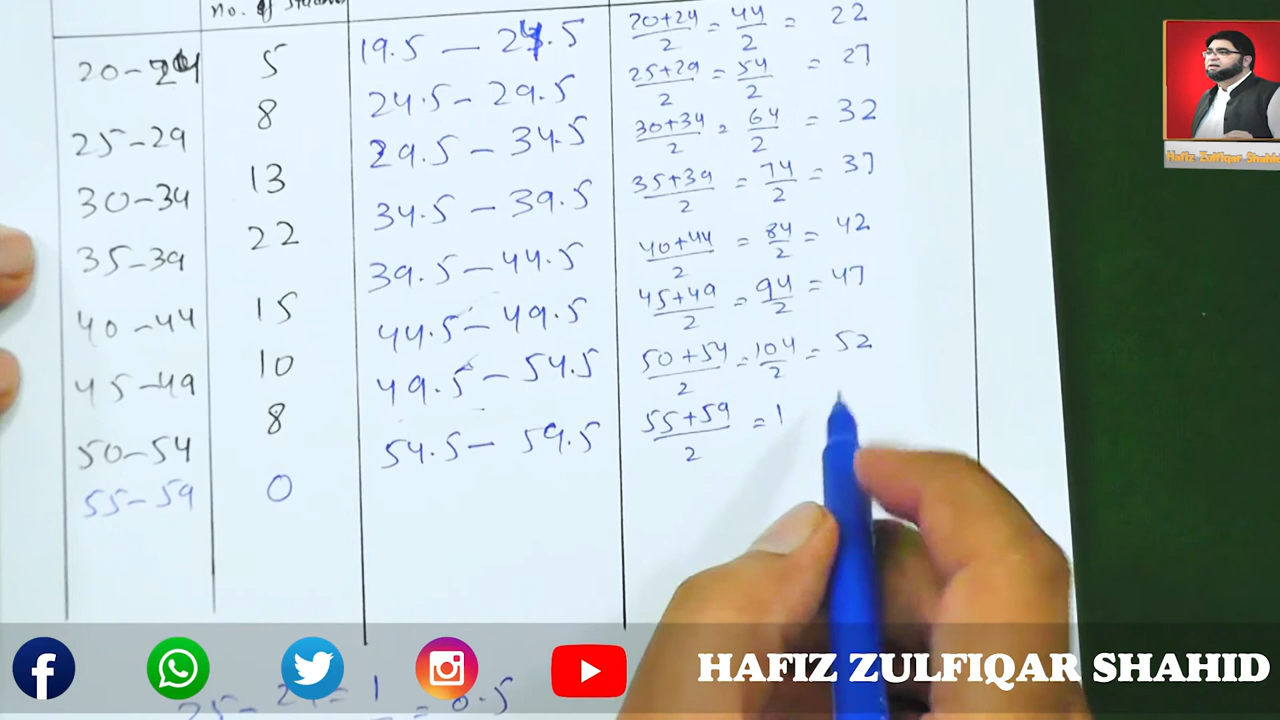 No. of Students
20-24 5 19.5 — 24.5 20+24/2 = 44/2 = 22
25-29 8 24.5 - 29.5 25+29/2 = 54/2 = 27
30-34 13 29.5 - 34.5 30+34/2 = 64/2 = 32
35-39 22 34.5 - 39.5 35+39/2 = 74/2 = 37
40-44 15 39.5 - 44.5 40+44/2 = 84/2 = 42
45-49 10 44.5 - 49.5 45+49/2 = 94/2 = 47
50-54 8 49.5 - 54.5 50+54/2 = 104/2 = 52
55-59 0 54.5 - 59.5 55+59/2 = 1
Hafiz Zulfiqar Shahid
HAFIZ ZULFIQAR SHAHID
= 1 = 0.5